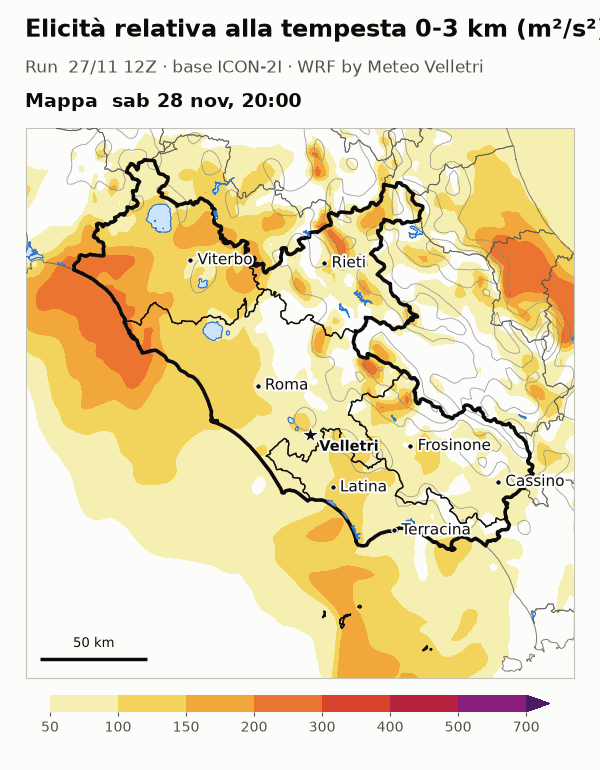 Elicità relativa alla tempesta 0-3 km (m²/s²)
Run 27/11 12Z · base ICON-2I · WRF by Meteo Velletri
Mappa sab 28 nov, 20:00
Viterbo
Rieti
Roma
Velletri
Frosinone
Cassino
Latina
Terracina
50 km
50 100 150 200 300 400 500 700